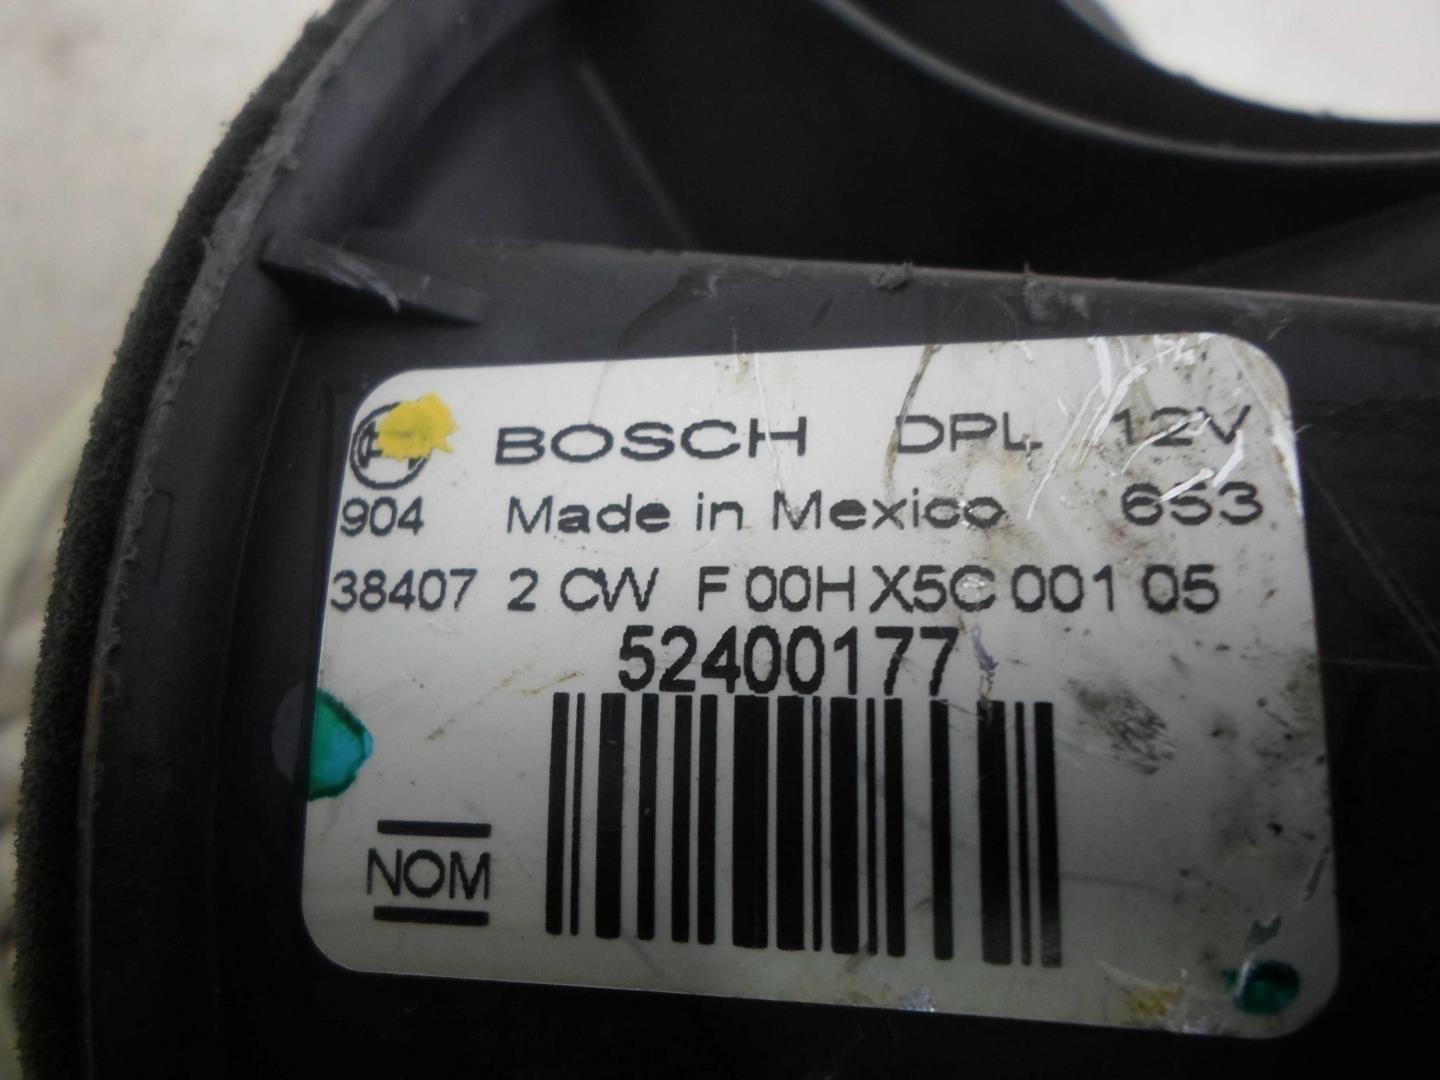 BOSCH DPL 12V
904 Made in Mexico 653
38407 2 CW F 00H X5C 001 05
52400177
NOM